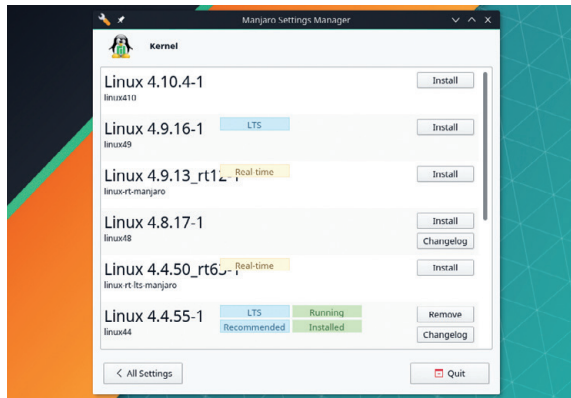 Manjaro Settings Manager
Kernel
Linux 4.10.4-1
linux410
Install
Linux 4.9.16-1
LTS
linux49
Install
Linux 4.9.13_rt12-1
Real-time
linux-rt-manjaro
Install
Linux 4.8.17-1
linux48
Install
Changelog
Linux 4.4.50_rt63-1
Real-time
linux-rt-lts-manjaro
Install
Linux 4.4.55-1
LTS
Running
Recommended
Installed
linux44
Remove
Changelog
< All Settings
Quit